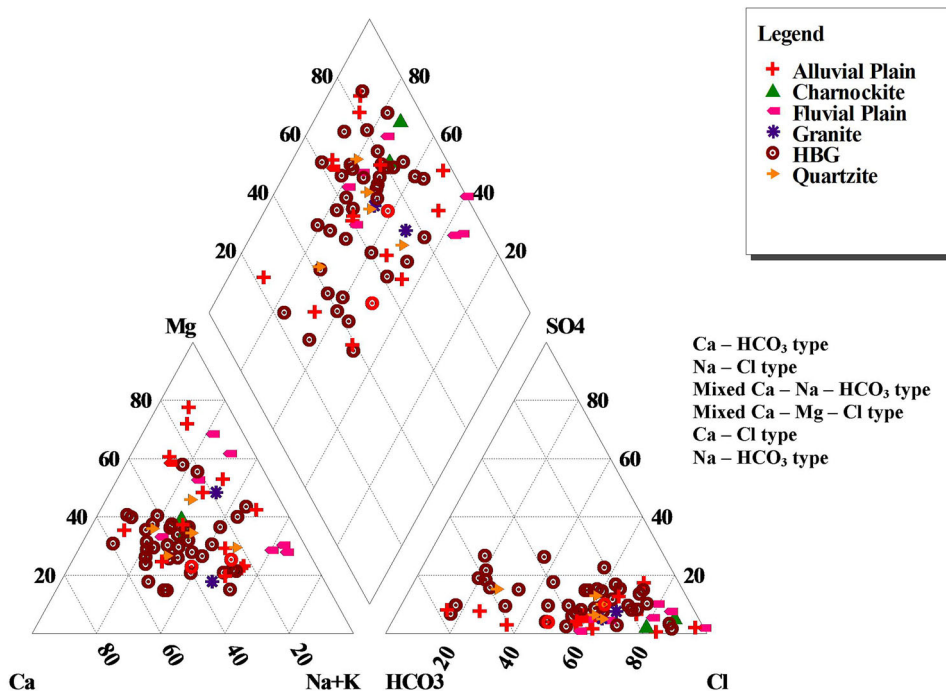 80 80
60 60
40 40
20 20
Mg SO4
80 80
60 60
40 40
20 20
80 60 40 20 20 40 60 80
Ca Na+K HCO3 Cl
Legend
Alluvial Plain
Charnockite
Fluvial Plain
Granite
HBG
Quartzite
Ca – HCO₃ type
Na – Cl type
Mixed Ca – Na – HCO₃ type
Mixed Ca – Mg – Cl type
Ca – Cl type
Na – HCO₃ type